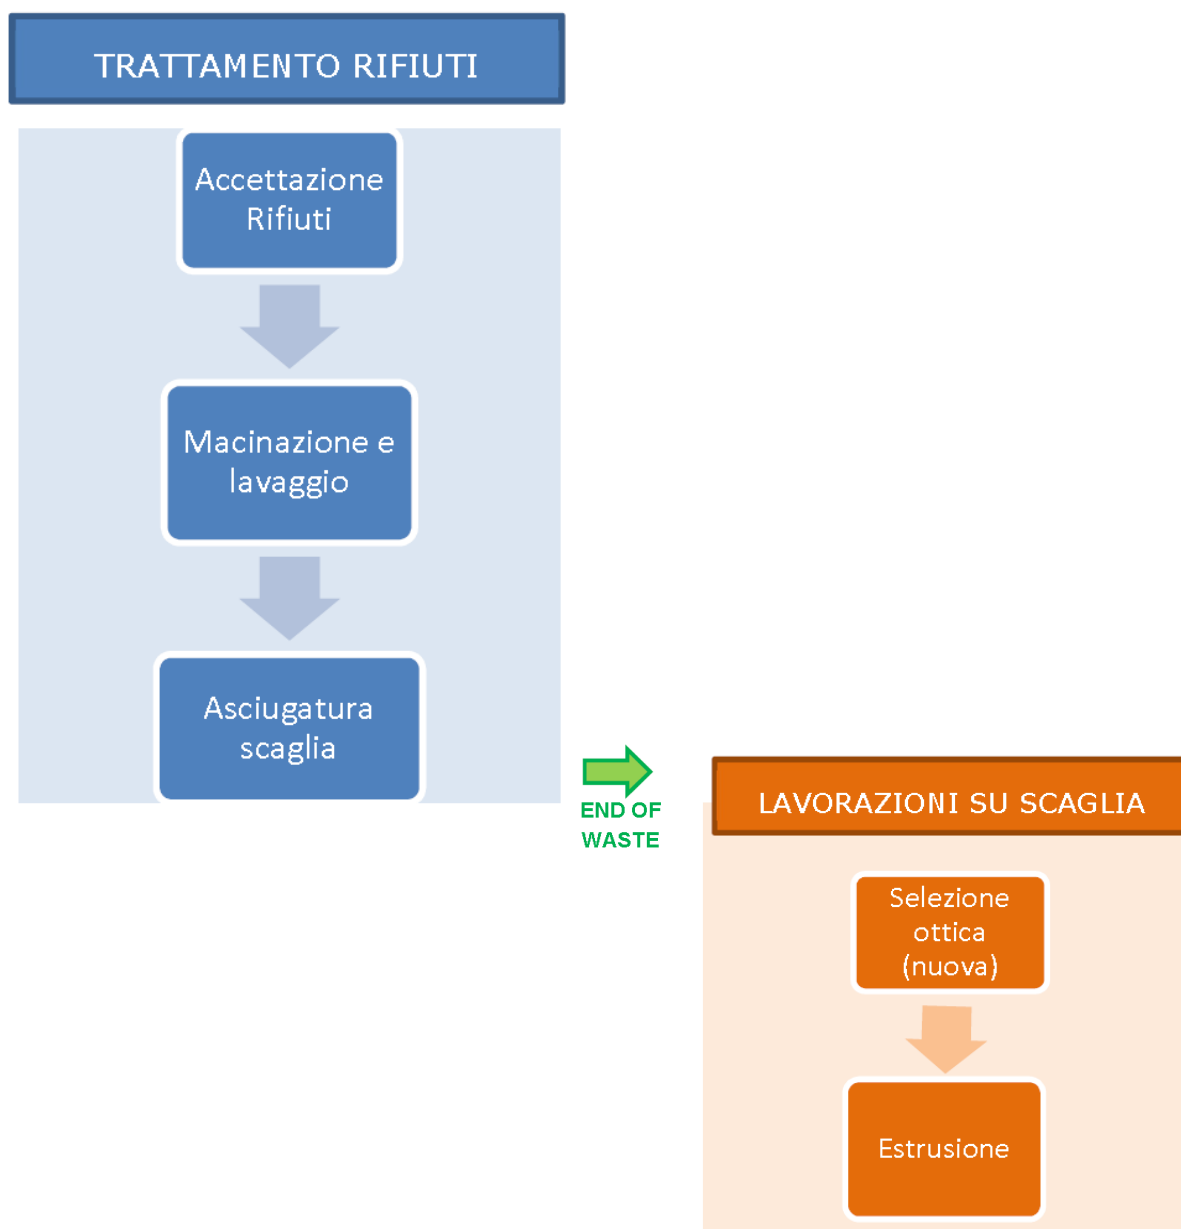 TRATTAMENTO RIFIUTI
Accettazione
Rifiuti
Macinazione e
lavaggio
Asciugatura
scaglia
END OF
WASTE
LAVORAZIONI SU SCAGLIA
Selezione
ottica
(nuova)
Estrusione